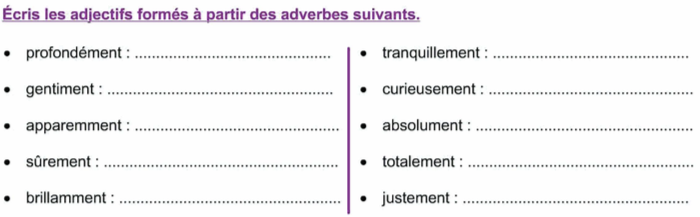 Écris les adjectifs formés à partir des adverbes suivants.
• profondément : ................................................
• gentiment : ........................................................
• apparemment : ..................................................
• sûrement : .........................................................
• brillamment : ......................................................
• tranquillement : ................................................
• curieusement : ..................................................
• absolument : .....................................................
• totalement : .......................................................
• justement : ........................................................